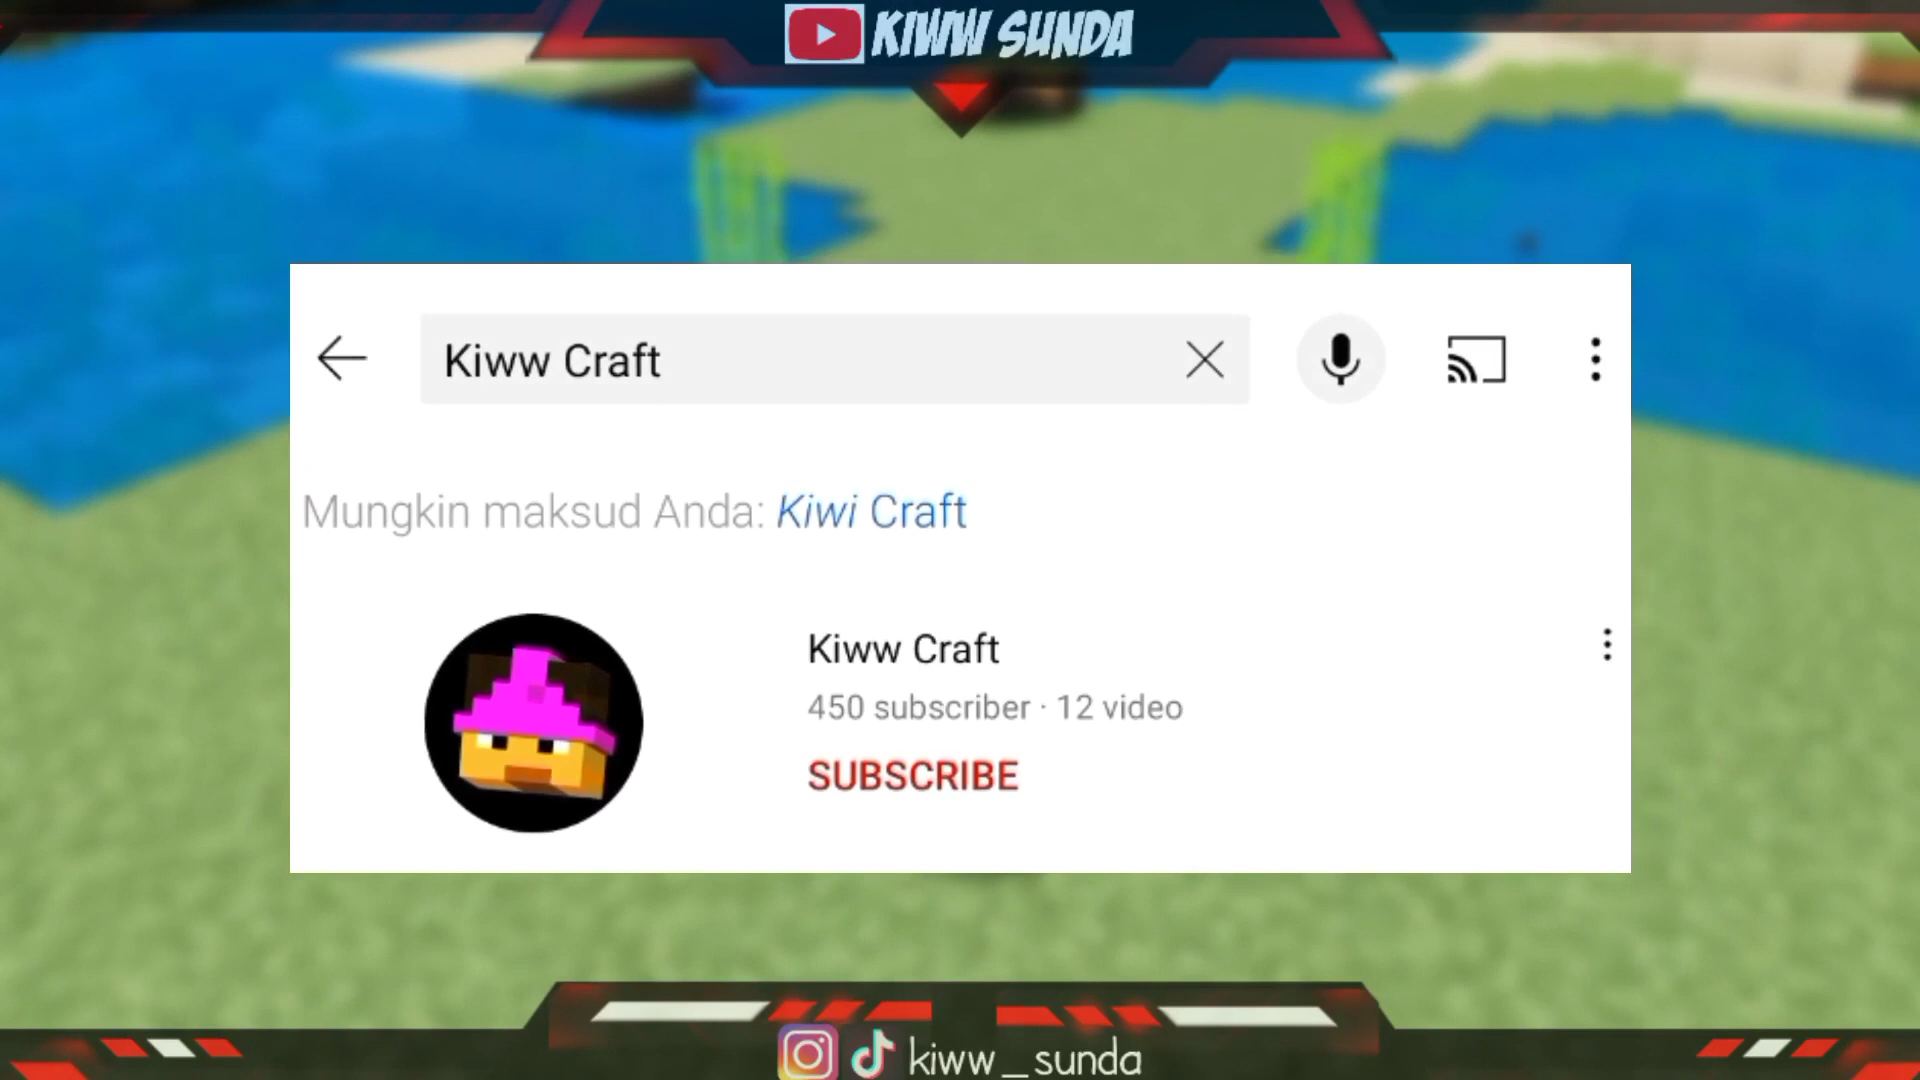 KIWW SUNDA
Kiww Craft
Mungkin maksud Anda: Kiwi Craft
Kiww Craft
450 subscriber · 12 video
SUBSCRIBE
kiww_sunda